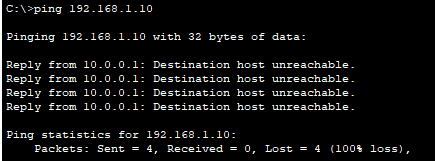 C:\>ping 192.168.1.10
Pinging 192.168.1.10 with 32 bytes of data:
Reply from 10.0.0.1: Destination host unreachable.
Reply from 10.0.0.1: Destination host unreachable.
Reply from 10.0.0.1: Destination host unreachable.
Reply from 10.0.0.1: Destination host unreachable.
Ping statistics for 192.168.1.10:
Packets: Sent = 4, Received = 0, Lost = 4 (100% loss),